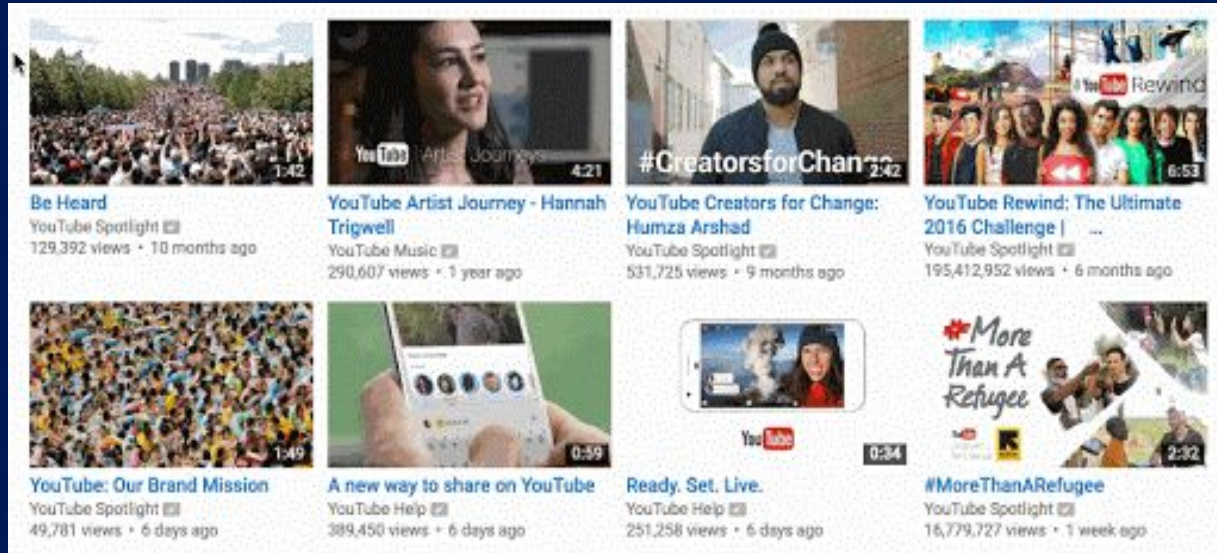 1:42
Be Heard
YouTube Spotlight
129,392 views • 10 months ago
YouTube Artist Journeys
4:21
YouTube Artist Journey - Hannah
Trigwell
YouTube Music
290,607 views • 1 year ago
#CreatorsforChange
2:42
YouTube Creators for Change:
Humza Arshad
YouTube Spotlight
531,725 views • 9 months ago
#YouTube Rewind
6:53
YouTube Rewind: The Ultimate
2016 Challenge | ...
YouTube Spotlight
195,412,952 views • 6 months ago
1:49
YouTube: Our Brand Mission
YouTube Spotlight
49,781 views • 6 days ago
0:59
A new way to share on YouTube
YouTube Help
389,450 views • 6 days ago
YouTube
0:34
Ready. Set. Live.
YouTube Help
251,258 views • 6 days ago
#More
Than A
Refugee
2:32
#MoreThanARefugee
YouTube Spotlight
16,779,727 views • 1 week ago